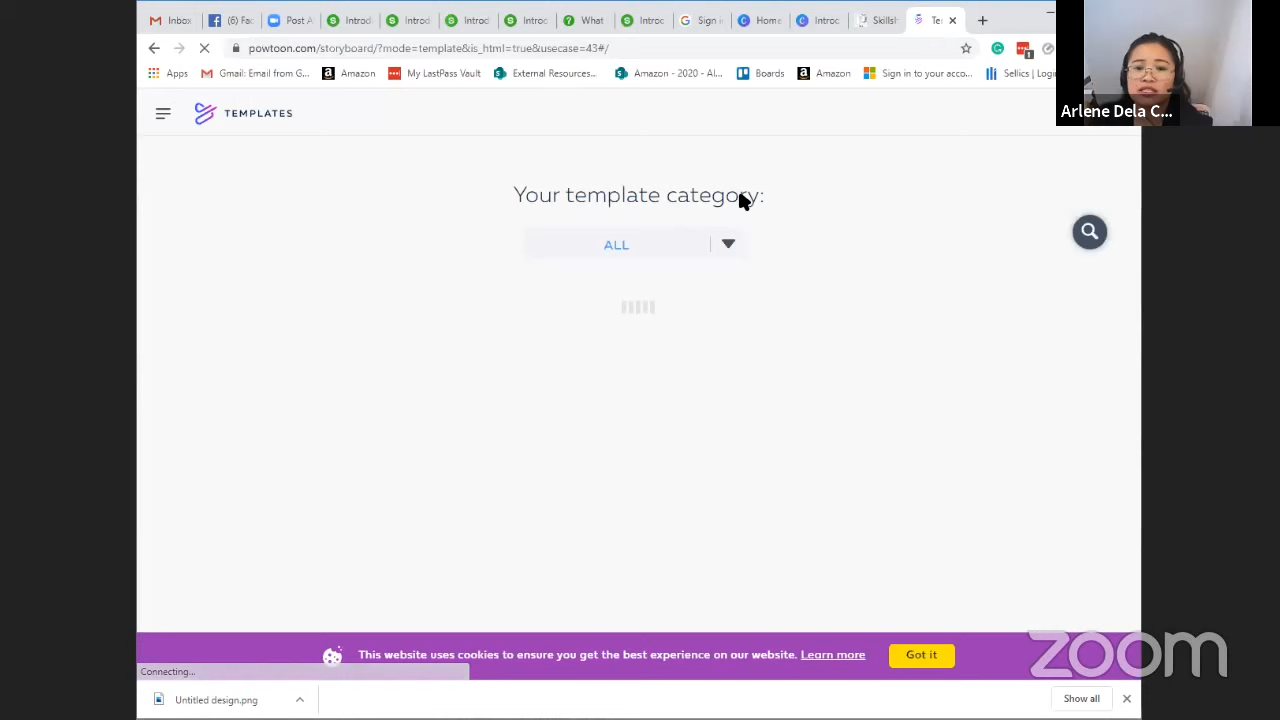 Inbox
(6) Fac
Post A
Introd
Introd
Introd
Introd
What
Introd
Sign i
Home
Introd
Skillsh
Te
powtoon.com/storyboard/?mode=template&is_html=true&usecase=43#/
1
Apps
Gmail: Email from G...
Amazon
My LastPass Vault
External Resources...
Amazon - 2020 - Al...
Boards
Amazon
Sign in to your acco...
Sellics | Logi
Arlene Dela C...
TEMPLATES
Your template category:
ALL
This website uses cookies to ensure you get the best experience on our website. Learn more
Got it
zoom
Connecting...
Untitled design.png
Show all